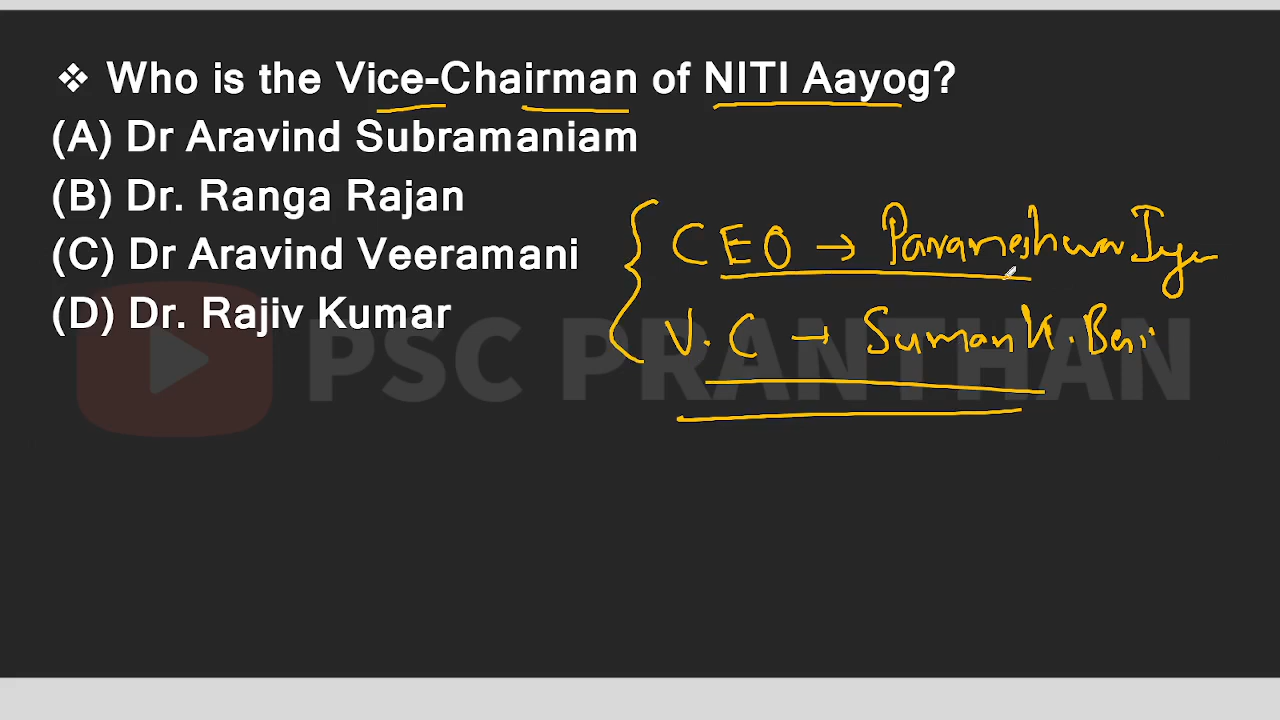 ❖ Who is the Vice-Chairman of NITI Aayog?
(A) Dr Aravind Subramaniam
(B) Dr. Ranga Rajan
(C) Dr Aravind Veeramani
(D) Dr. Rajiv Kumar
CEO → Parameshwar Iyer
V.C → Suman K. Beri
PSC PRANTHAN